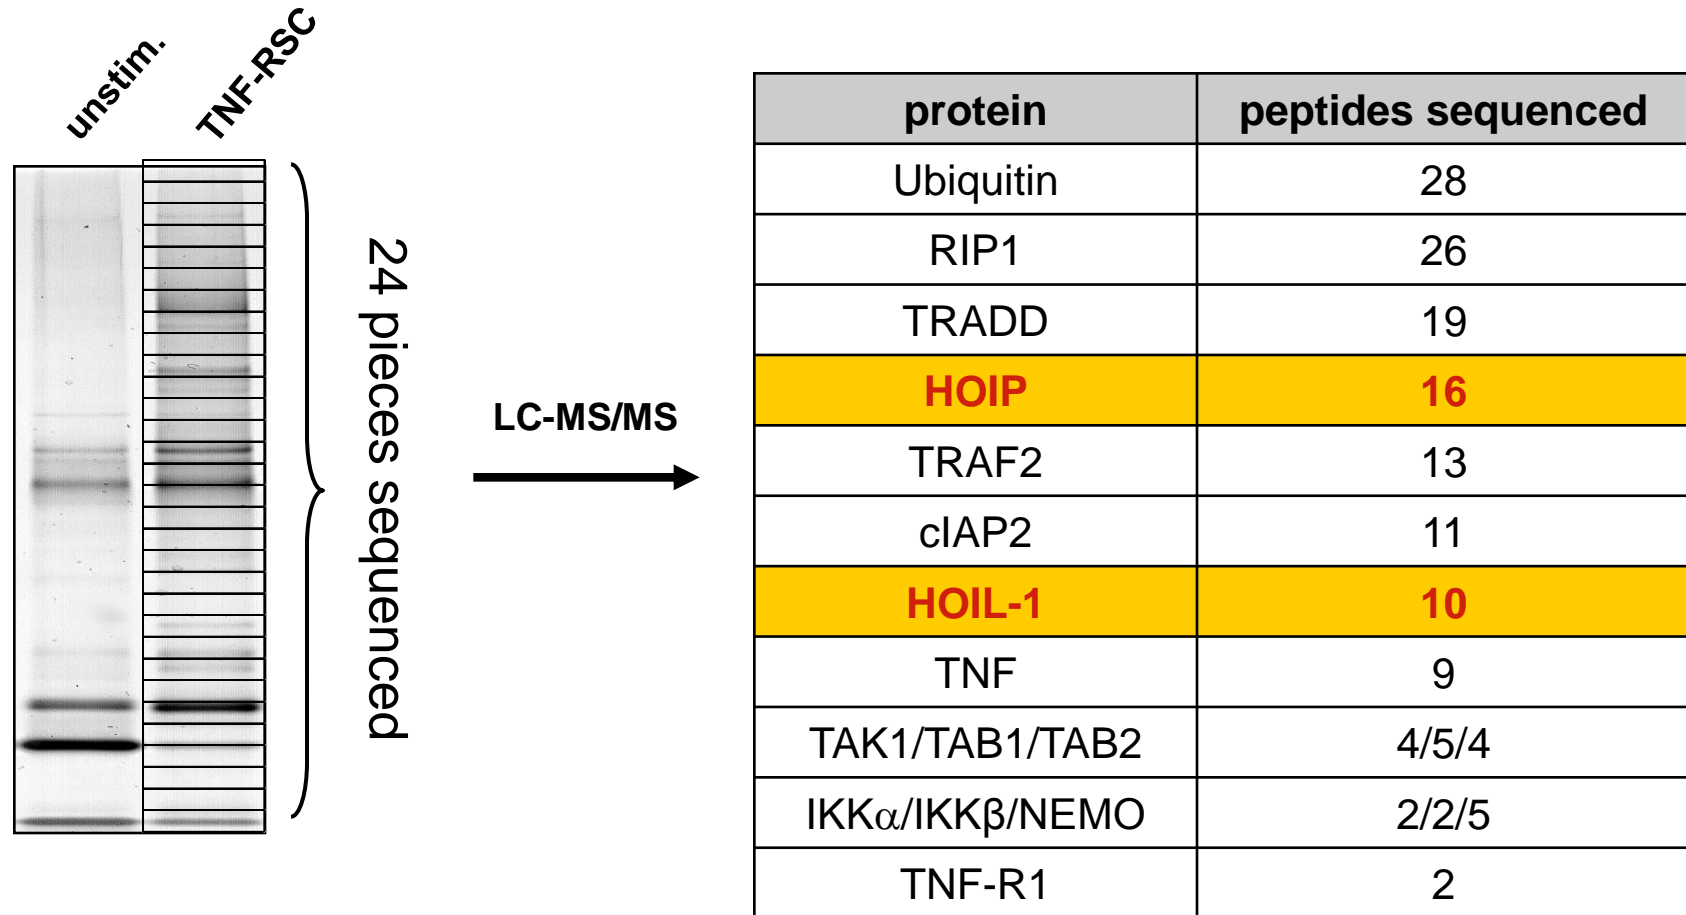 unstim.
TNF-RSC
24 pieces sequenced
LC-MS/MS
protein peptides sequenced
Ubiquitin 28
RIP1 26
TRADD 19
HOIP 16
TRAF2 13
cIAP2 11
HOIL-1 10
TNF 9
TAK1/TAB1/TAB2 4/5/4
IKKα/IKKβ/NEMO 2/2/5
TNF-R1 2